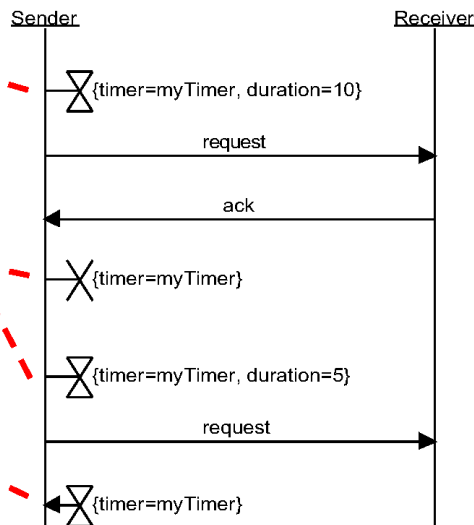 Sender Receiver
{timer=myTimer, duration=10}
request
ack
{timer=myTimer}
{timer=myTimer, duration=5}
request
{timer=myTimer}